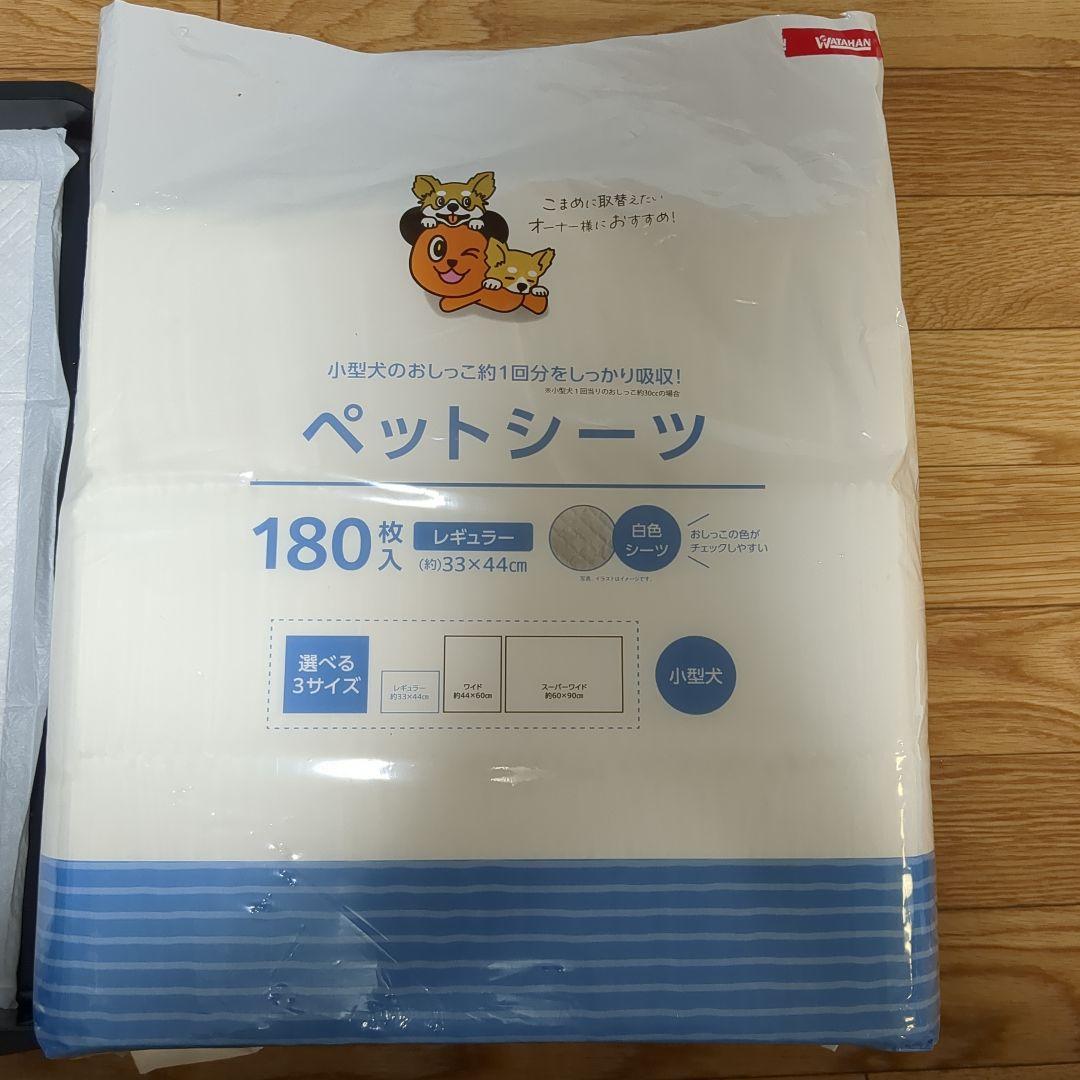 WATAHAN
こまめに取替えたい
オーナー様におすすめ!
小型犬のおしっこ約1回分をしっかり吸収!
※小型犬1回当りのおしっこ約30ccの場合
ペットシーツ
180枚入
レギュラー
(約)33×44cm
白色
シーツ
おしっこの色が
チェックしやすい
写真、イラストはイメージです。
選べる
3サイズ
レギュラー
約33×44cm
ワイド
約44×60cm
スーパーワイド
約60×90cm
小型犬